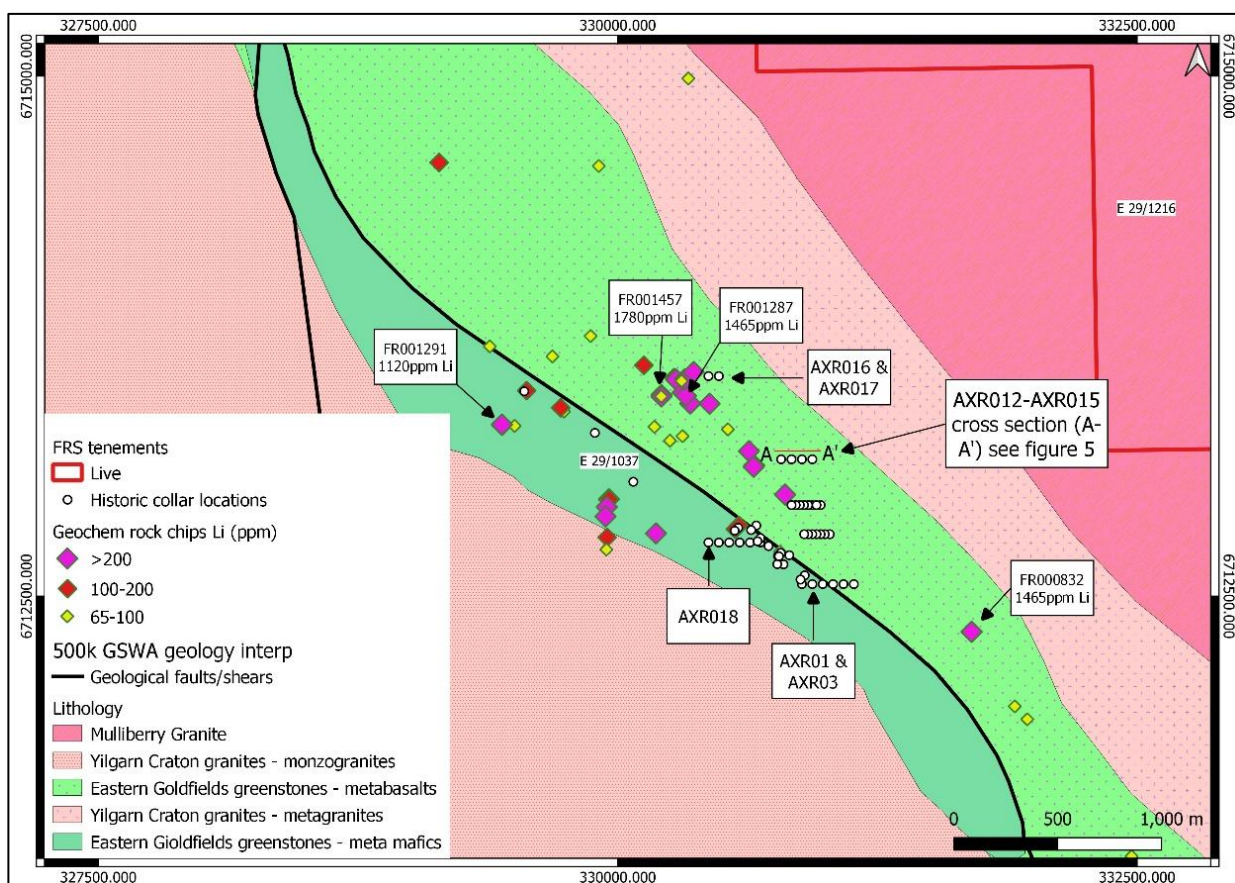 327500.000
330000.000
332500.000
6715000.000
6715000.000
E 29/1216
FR001457
1780ppm Li
FR001287
1465ppm Li
FR001291
1120ppm Li
AXR016 &
AXR017
AXR012-AXR015
cross section (A-
A') see figure 5
A
A'
E 29/1037
FR000832
1465ppm Li
AXR018
AXR01 &
AXR03
6712500.000
6712500.000
FRS tenements
Live
Historic collar locations
Geochem rock chips Li (ppm)
>200
100-200
65-100
500k GSWA geology interp
Geological faults/shears
Lithology
Mulliberry Granite
Yilgarn Craton granites - monzogranites
Eastern Goldfields greenstones - metabasalts
Yilgarn Craton granites - metagranites
Eastern Gioldfields greenstones - meta mafics
0
500
1,000 m
327500.000
330000.000
332500.000